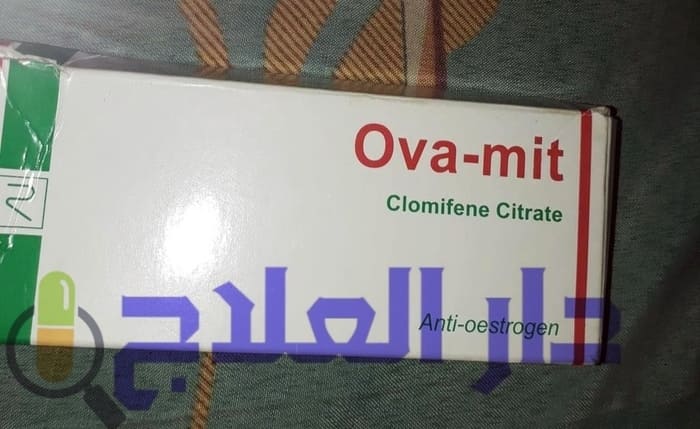 Ova-mit
Clomifene Citrate
Anti-oestrogen
دار العلاج